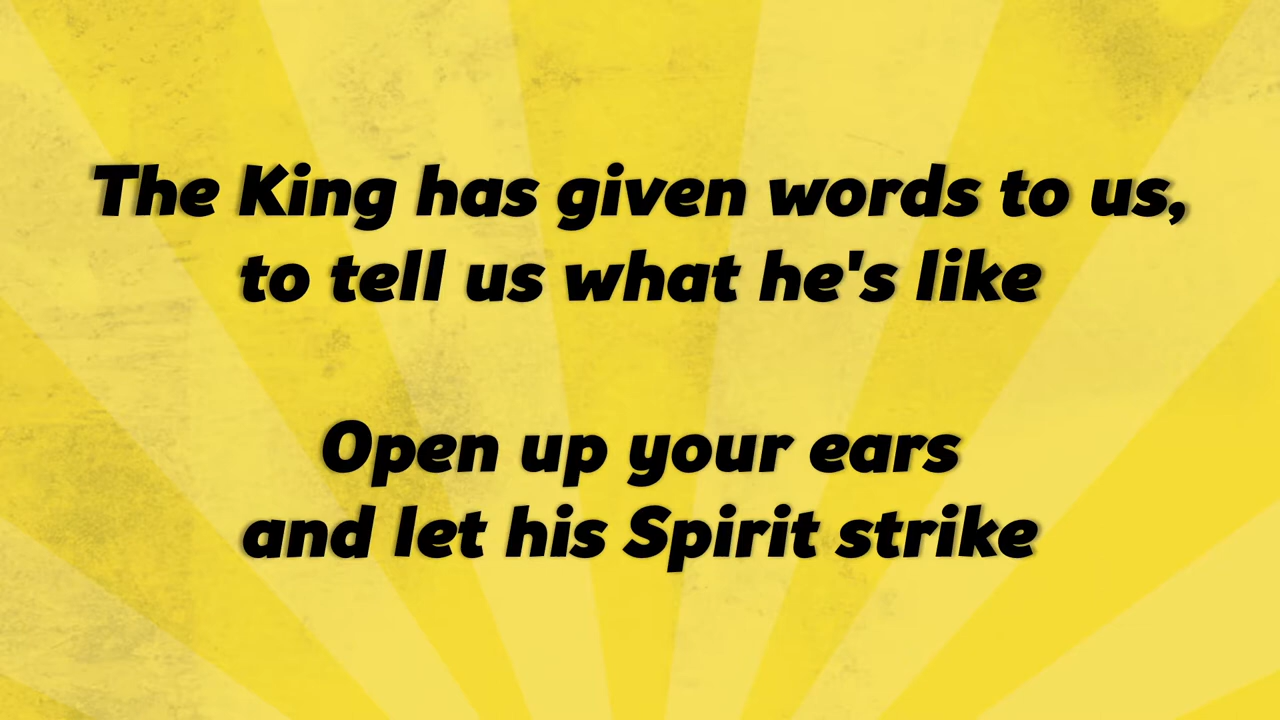 The King has given words to us,
to tell us what he's like
Open up your ears
and let his Spirit strike